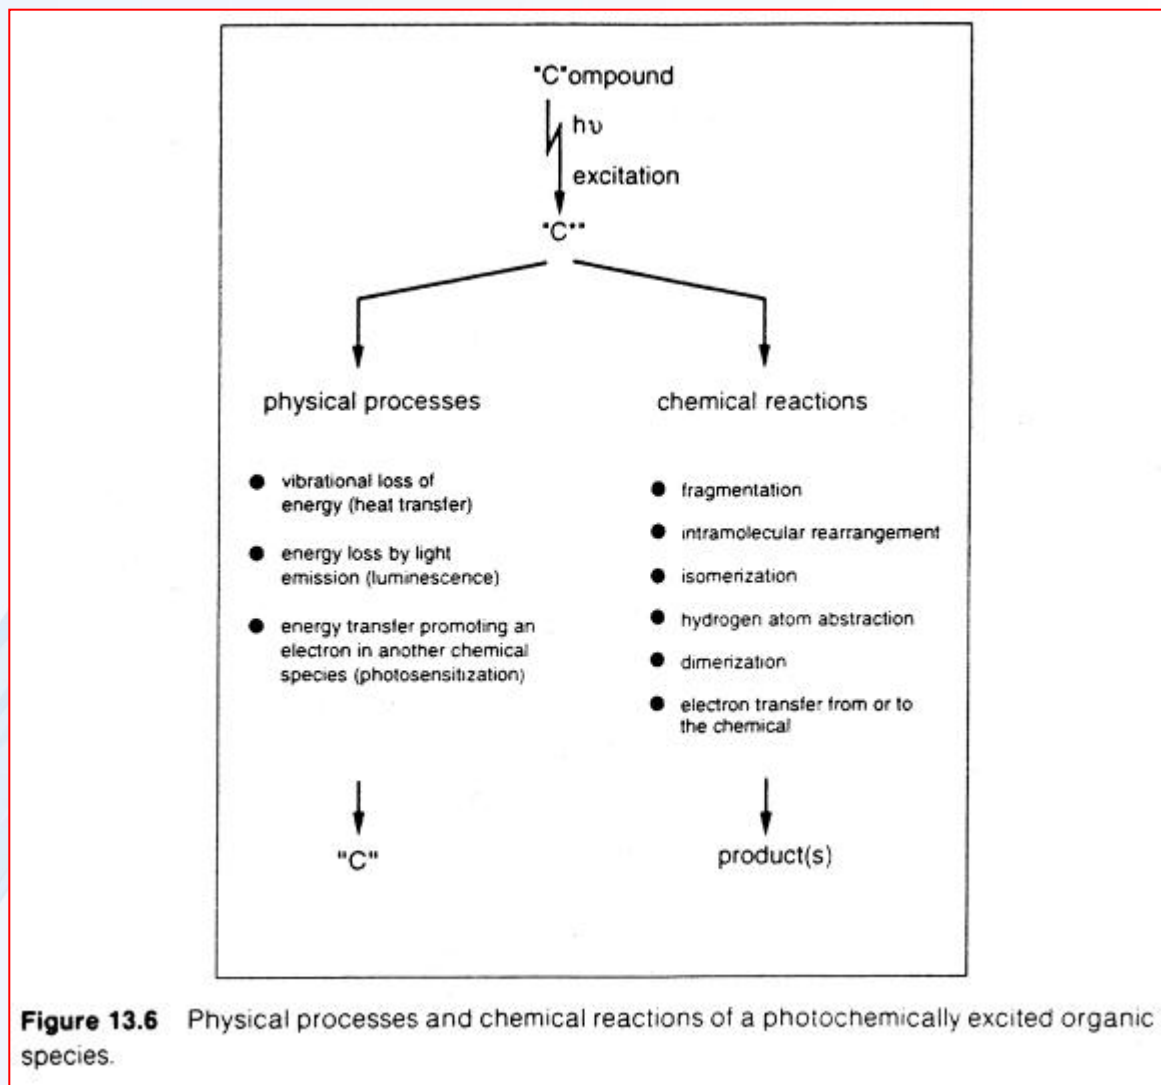 "C"ompound
hυ
excitation
"C*"
physical processes
chemical reactions
● vibrational loss of
energy (heat transfer)
● energy loss by light
emission (luminescence)
● energy transfer promoting an
electron in another chemical
species (photosensitization)
● fragmentation
● intramolecular rearrangement
● isomerization
● hydrogen atom abstraction
● dimerization
● electron transfer from or to
the chemical
"C"
product(s)
Figure 13.6 Physical processes and chemical reactions of a photochemically excited organic
species.